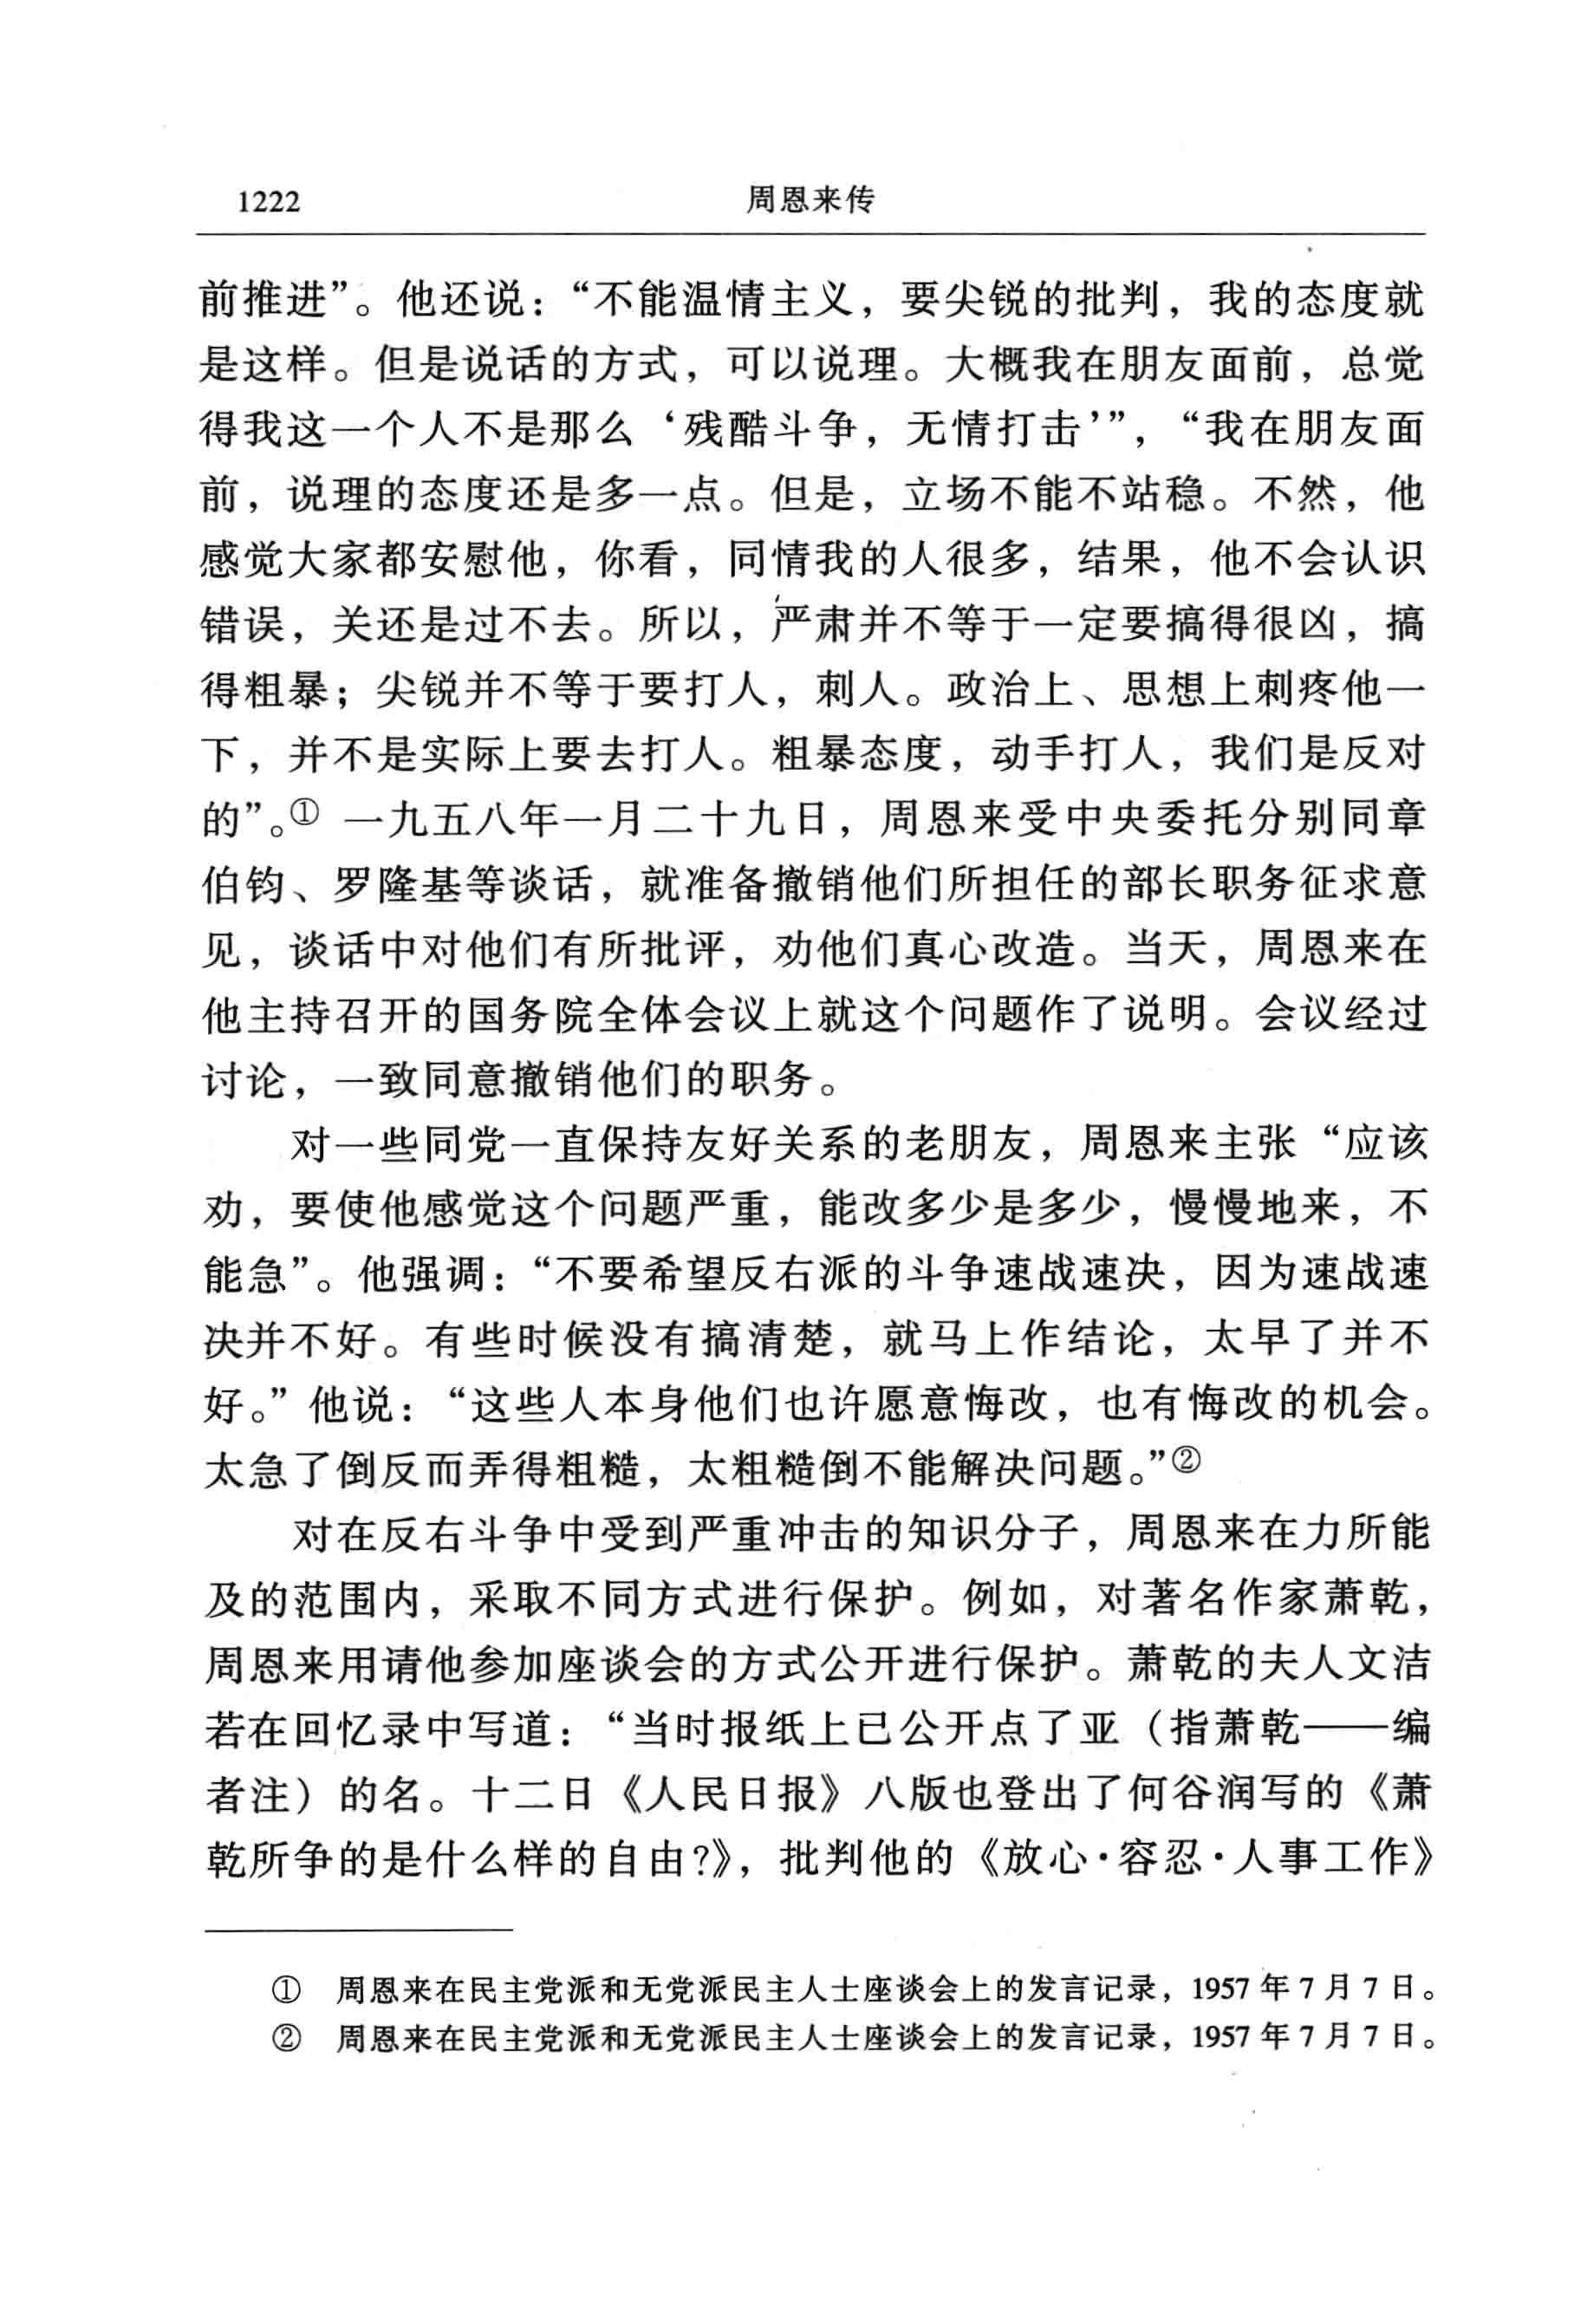 1222
周恩来传
前推进”。他还说：“不能温情主义，要尖锐的批判，我的态度就
是这样。但是说话的方式，可以说理。大概我在朋友面前，总觉
得我这一个人不是那么‘残酷斗争，无情打击’”，“我在朋友面
前，说理的态度还是多一点。但是，立场不能不站稳。不然，他
感觉大家都安慰他，你看，同情我的人很多，结果，他不会认识
错误，关还是过不去。所以，严肃并不等于一定要搞得很凶，搞
得粗暴；尖锐并不等于要打人，刺人。政治上、思想上刺疼他一
下，并不是实际上要去打人。粗暴态度，动手打人，我们是反对
的”。① 一九五八年一月二十九日，周恩来受中央委托分别同章
伯钧、罗隆基等谈话，就准备撤销他们所担任的部长职务征求意
见，谈话中对他们有所批评，劝他们真心改造。当天，周恩来在
他主持召开的国务院全体会议上就这个问题作了说明。会议经过
讨论，一致同意撤销他们的职务。
对一些同党一直保持友好关系的老朋友，周恩来主张“应该
劝，要使他感觉这个问题严重，能改多少是多少，慢慢地来，不
能急”。他强调：“不要希望反右派的斗争速战速决，因为速战速
决并不好。有些时候没有搞清楚，就马上作结论，太早了并不
好。”他说：“这些人本身他们也许愿意悔改，也有悔改的机会。
太急了倒反而弄得粗糙，太粗糙倒不能解决问题。”②
对在反右斗争中受到严重冲击的知识分子，周恩来在力所能
及的范围内，采取不同方式进行保护。例如，对著名作家萧乾，
周恩来用请他参加座谈会的方式公开进行保护。萧乾的夫人文洁
若在回忆录中写道：“当时报纸上已公开点了亚（指萧乾——编
者注）的名。十二日《人民日报》八版也登出了何谷润写的《萧
乾所争的是什么样的自由?》，批判他的《放心·容忍·人事工作》
① 周恩来在民主党派和无党派民主人士座谈会上的发言记录，1957 年 7 月 7 日。
② 周恩来在民主党派和无党派民主人士座谈会上的发言记录，1957 年 7 月 7 日。